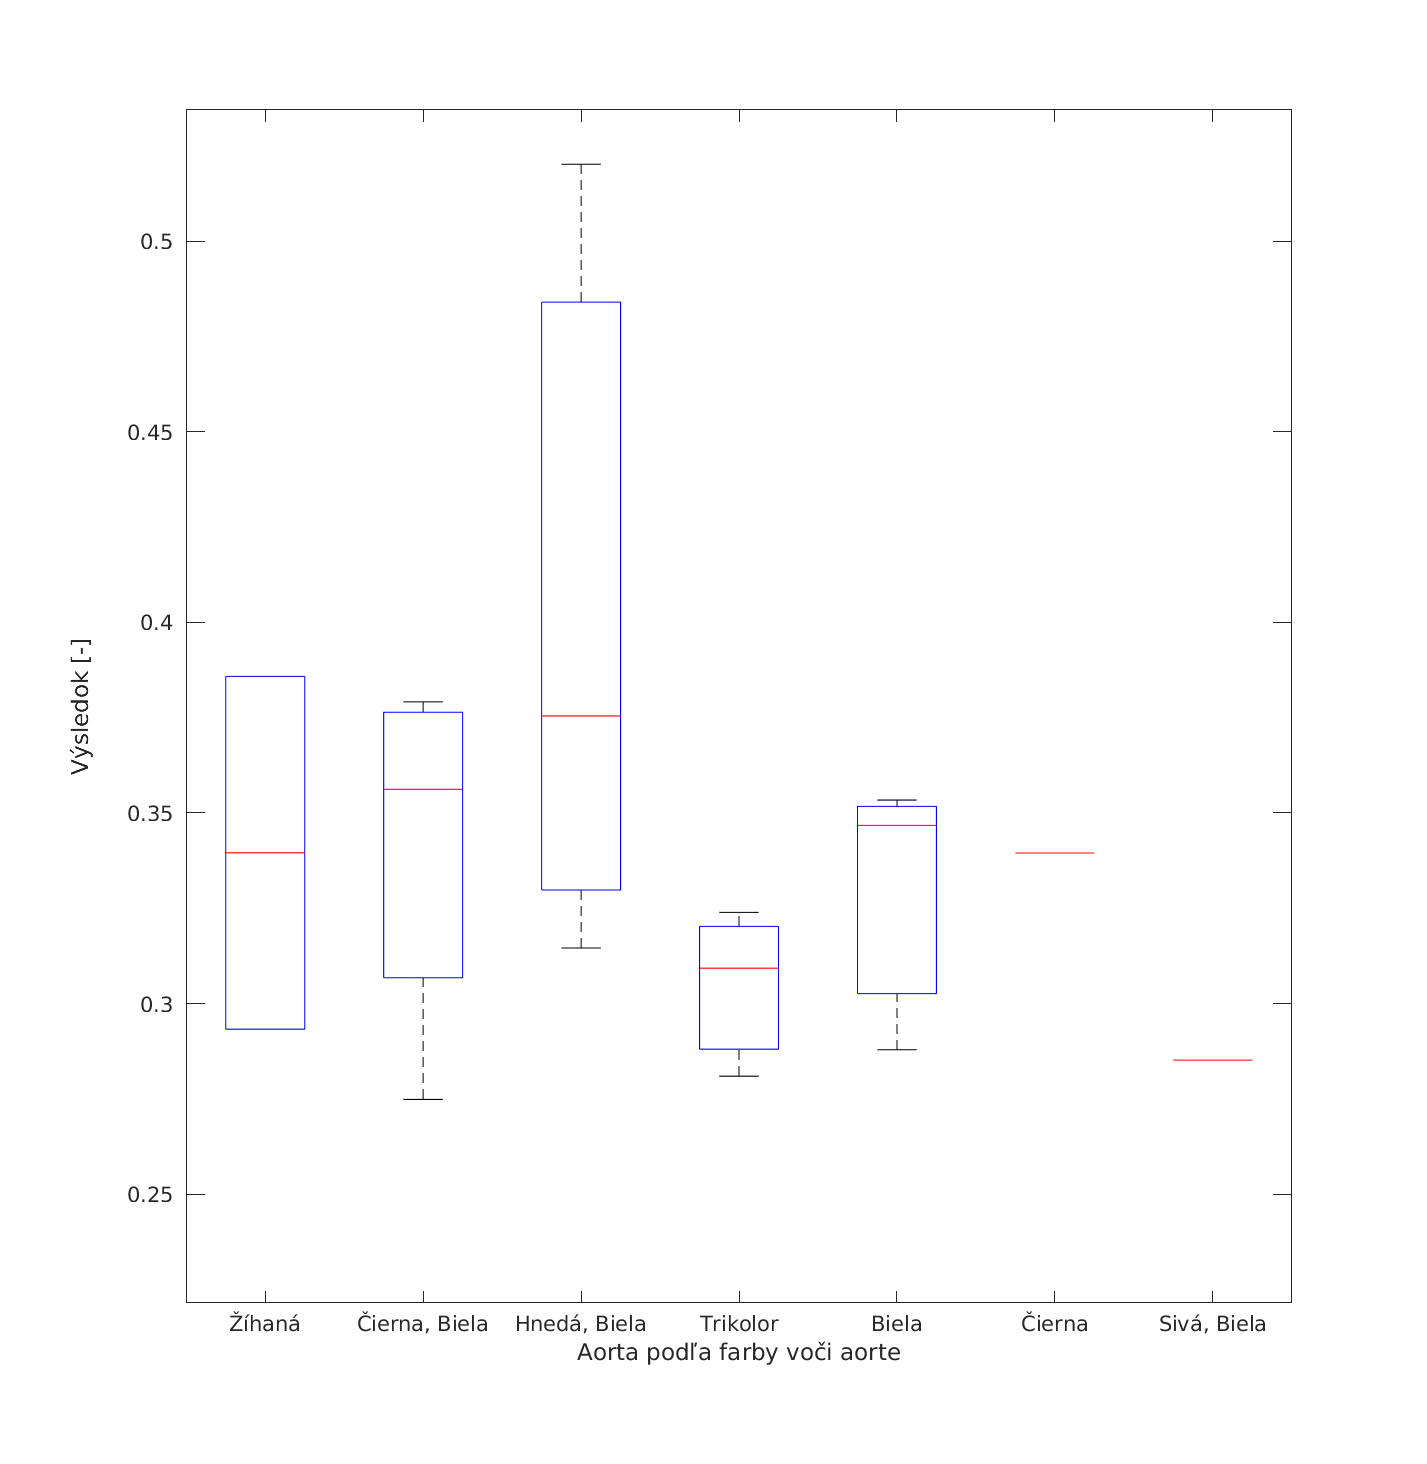 0.5
0.45
0.4
0.35
0.3
0.25
Výsledok [-]
Žíhaná Čierna, Biela Hnedá, Biela Trikolor Biela Čierna Sivá, Biela
Aorta podľa farby voči aorte